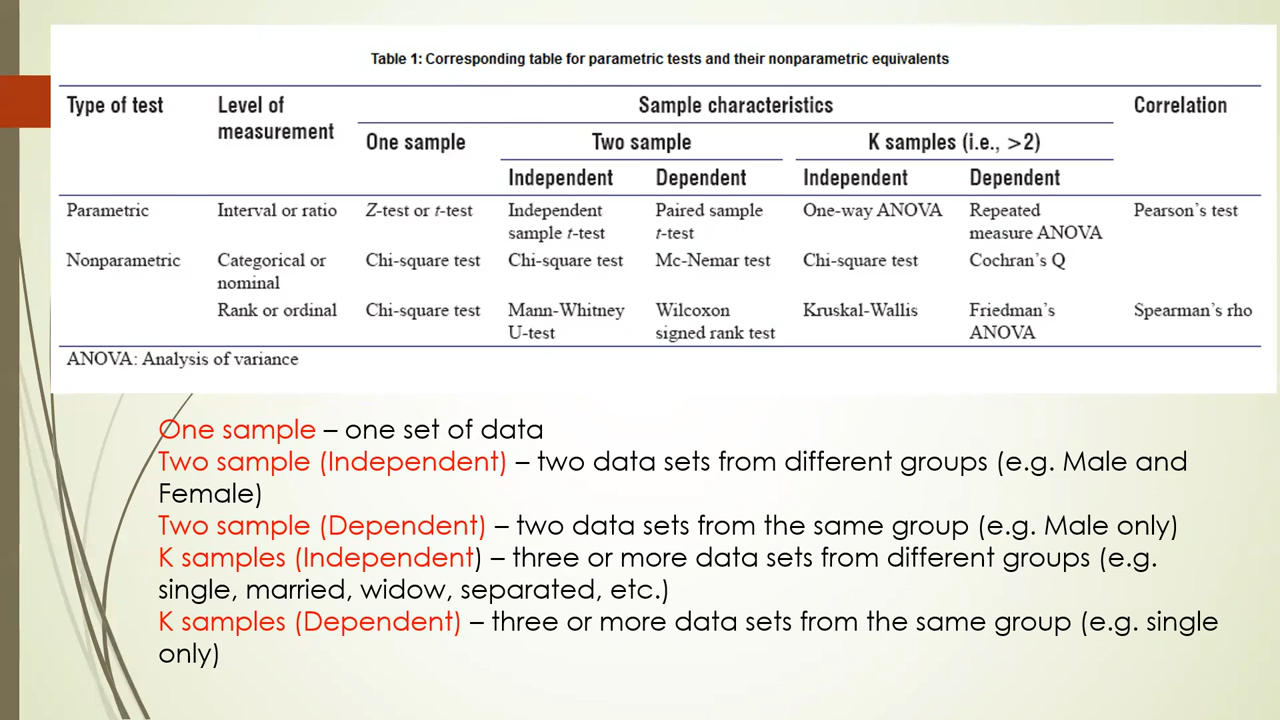 Table 1: Corresponding table for parametric tests and their nonparametric equivalents
Type of test Level of measurement Sample characteristics Correlation
One sample Two sample K samples (i.e., >2)
Independent Dependent Independent Dependent
Parametric Interval or ratio Z-test or t-test Independent sample t-test Paired sample t-test One-way ANOVA Repeated measure ANOVA Pearson's test
Nonparametric Categorical or nominal Chi-square test Chi-square test Mc-Nemar test Chi-square test Cochran's Q
Rank or ordinal Chi-square test Mann-Whitney U-test Wilcoxon signed rank test Kruskal-Wallis Friedman's ANOVA Spearman's rho
ANOVA: Analysis of variance
One sample – one set of data
Two sample (Independent) – two data sets from different groups (e.g. Male and
Female)
Two sample (Dependent) – two data sets from the same group (e.g. Male only)
K samples (Independent) – three or more data sets from different groups (e.g.
single, married, widow, separated, etc.)
K samples (Dependent) – three or more data sets from the same group (e.g. single
only)